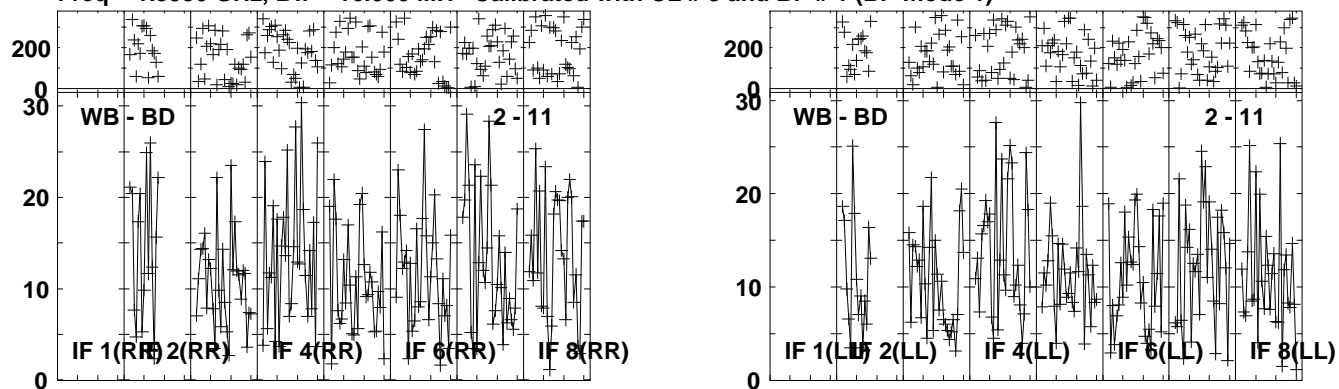 200
0
30
20
10
0
WB - BD
2 - 11
IF 1(RR)
2(RR)
IF 4(RR)
IF 6(RR)
IF 8(RR)
200
0
30
20
10
0
WB - BD
2 - 11
IF 1(LL)
IF 2(LL)
IF 4(LL)
IF 6(LL)
IF 8(LL)